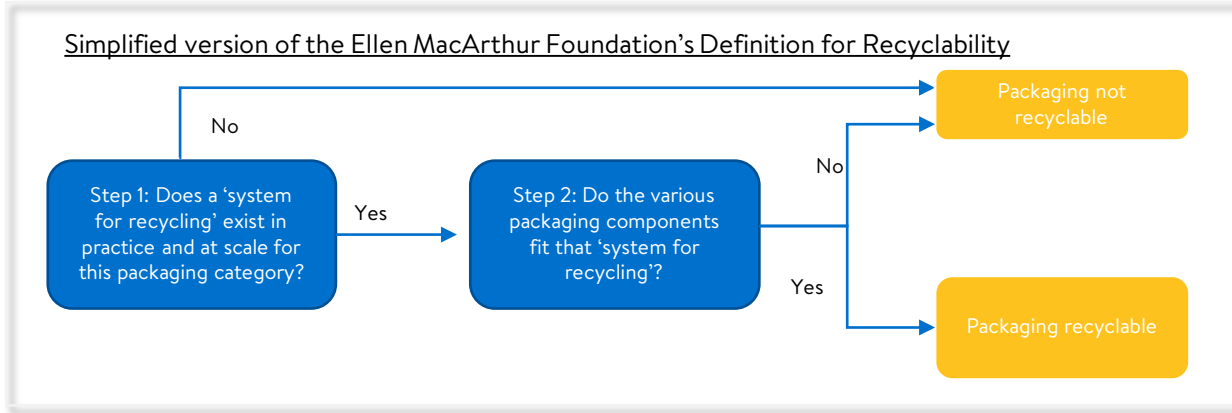 Simplified version of the Ellen MacArthur Foundation's Definition for Recyclability
Packaging not
recyclable
No
No
Step 1: Does a ‘system
for recycling’ exist in
practice and at scale for
this packaging category?
Yes
Step 2: Do the various
packaging components
fit that ‘system for
recycling’?
Yes
Packaging recyclable